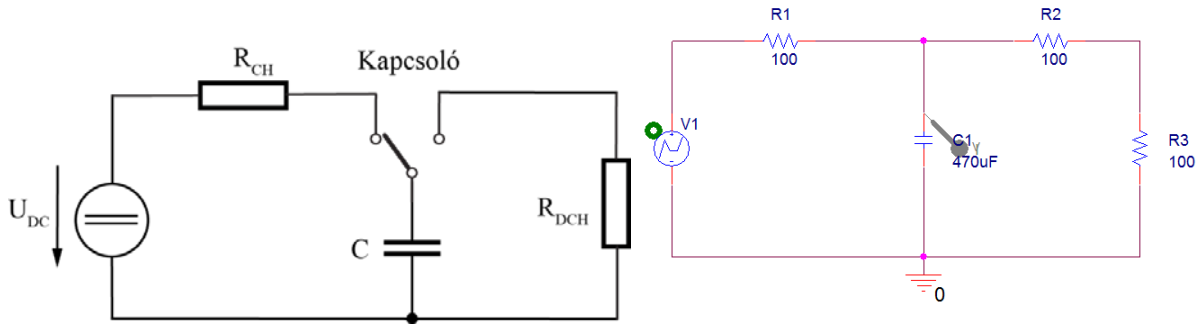 R_CH
Kapcsoló
U_DC
C
R_DCH
R1
100
R2
100
V1
C1
470uF
V
R3
100
0